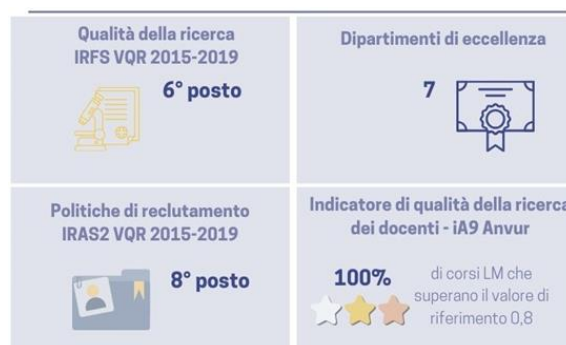 Qualità della ricerca
IRFS VQR 2015-2019
6° posto
Dipartimenti di eccellenza
7
Politiche di reclutamento
IRAS2 VQR 2015-2019
8° posto
Indicatore di qualità della ricerca
dei docenti - iA9 Anvur
100%
di corsi LM che
superano il valore di
riferimento 0,8